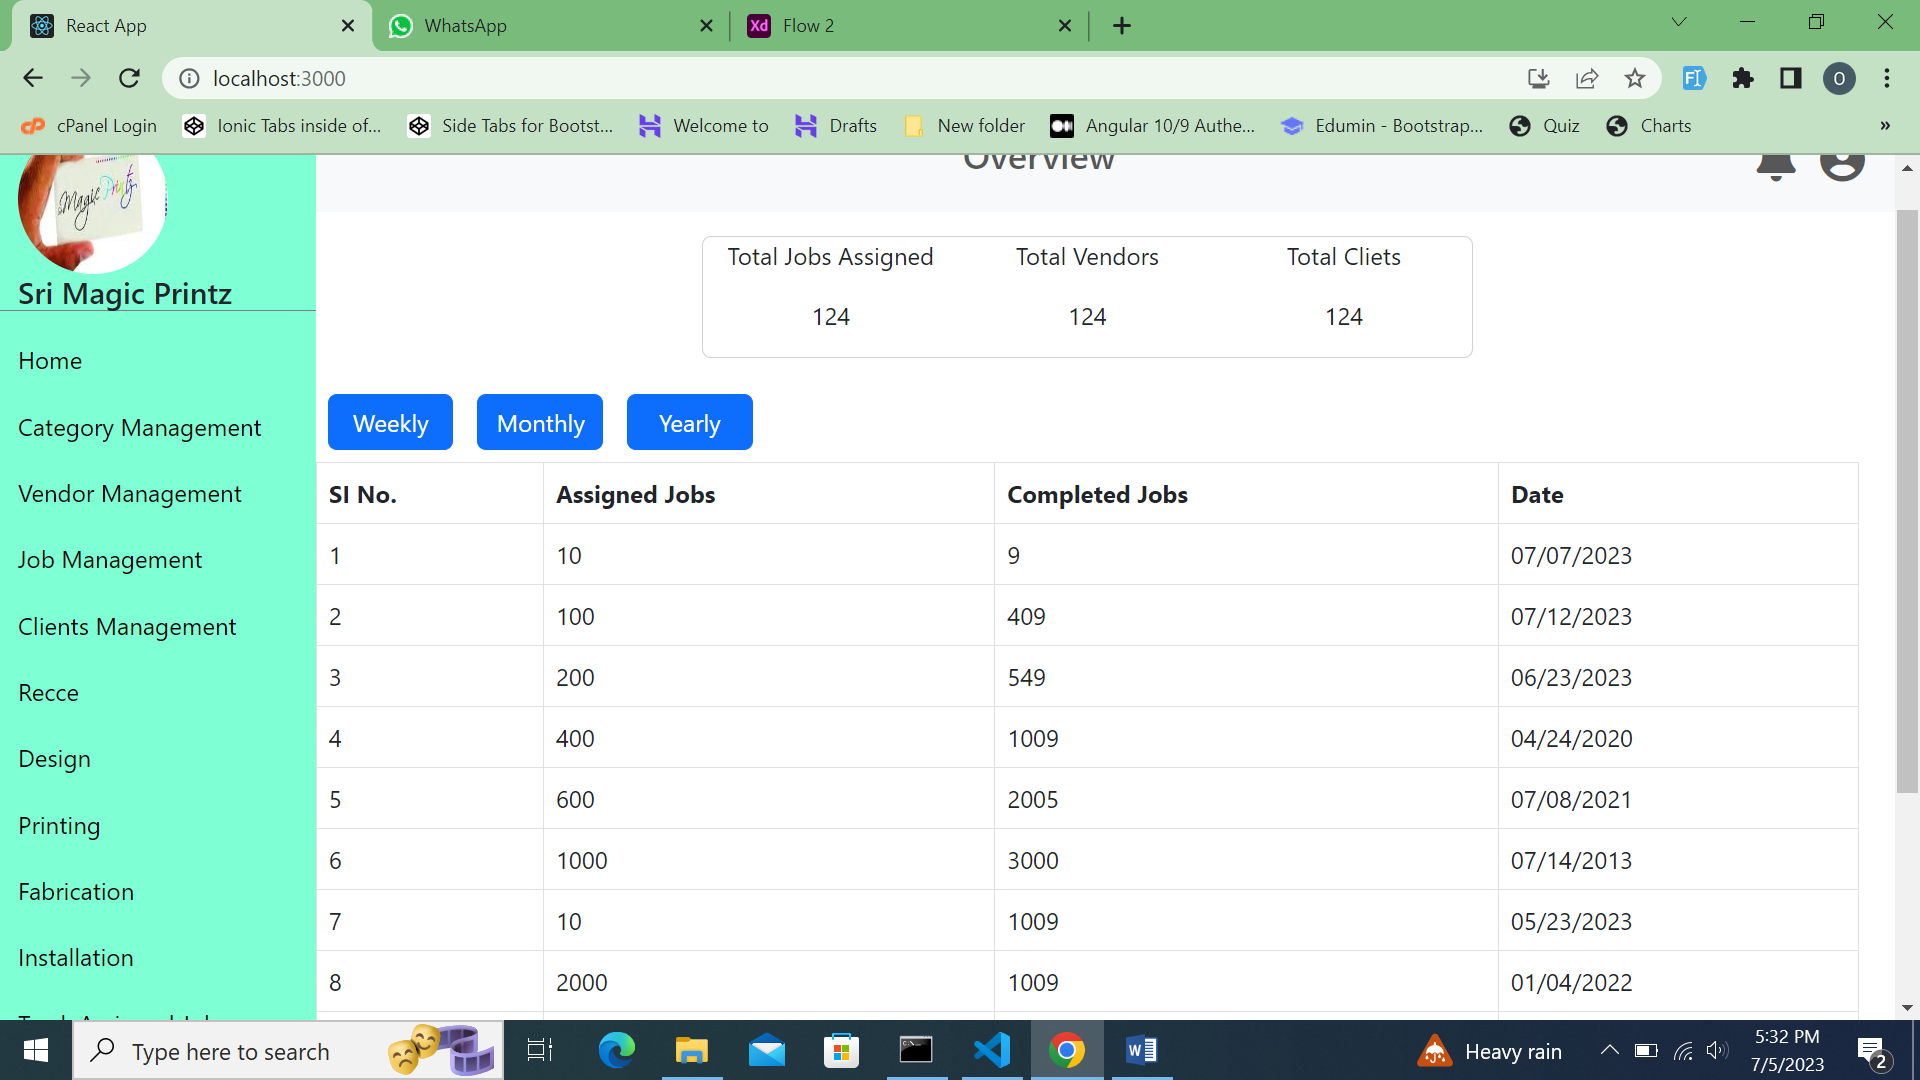 React App
WhatsApp
Xd Flow 2
localhost:3000
O
cPanel Login
Ionic Tabs inside of...
Side Tabs for Bootst...
Welcome to
Drafts
New folder
Angular 10/9 Authe...
Edumin - Bootstrap...
Quiz
Charts
»
Magic Printz
Sri Magic Printz
Home
Category Management
Vendor Management
Job Management
Clients Management
Recce
Design
Printing
Fabrication
Installation
Overview
Total Jobs Assigned Total Vendors Total Cliets
124 124 124
Weekly Monthly Yearly
SI No. Assigned Jobs Completed Jobs Date
1 10 9 07/07/2023
2 100 409 07/12/2023
3 200 549 06/23/2023
4 400 1009 04/24/2020
5 600 2005 07/08/2021
6 1000 3000 07/14/2013
7 10 1009 05/23/2023
8 2000 1009 01/04/2022
Type here to search
Heavy rain
5:32 PM
7/5/2023
2